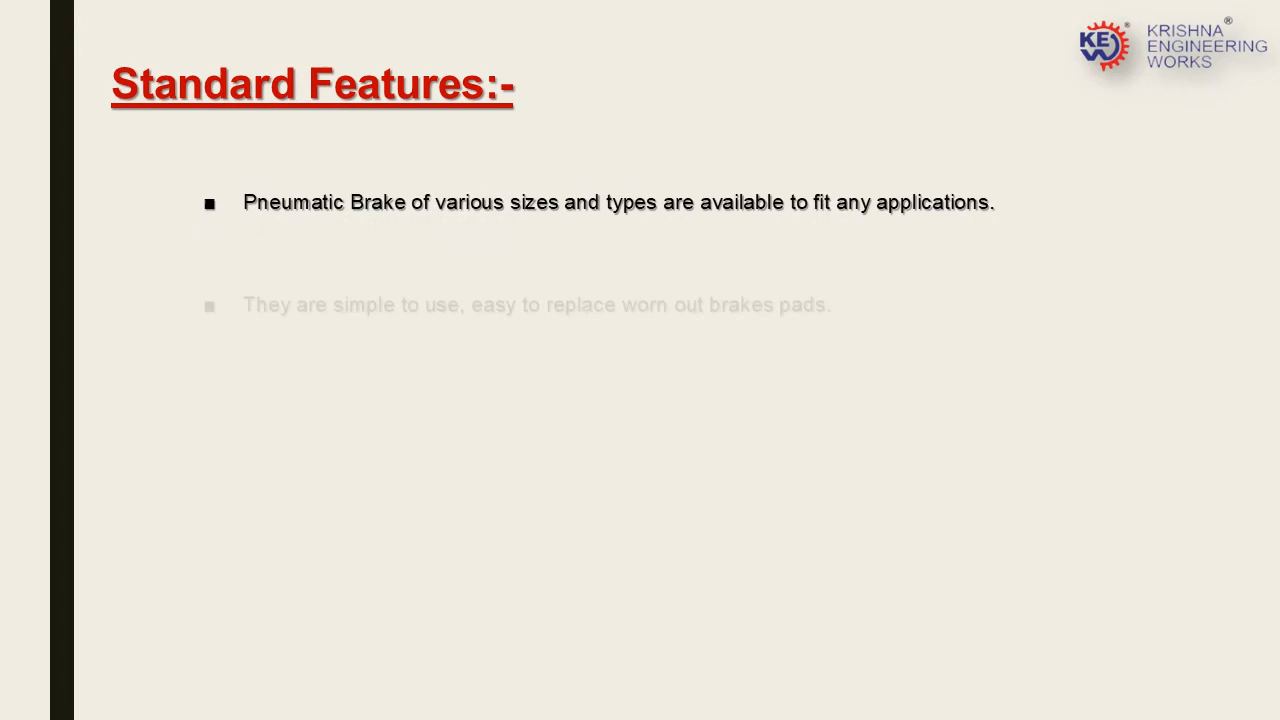 KEW®
KRISHNA®
ENGINEERING
WORKS
Standard Features:-
■ Pneumatic Brake of various sizes and types are available to fit any applications.
■ They are simple to use, easy to replace worn out brakes pads.